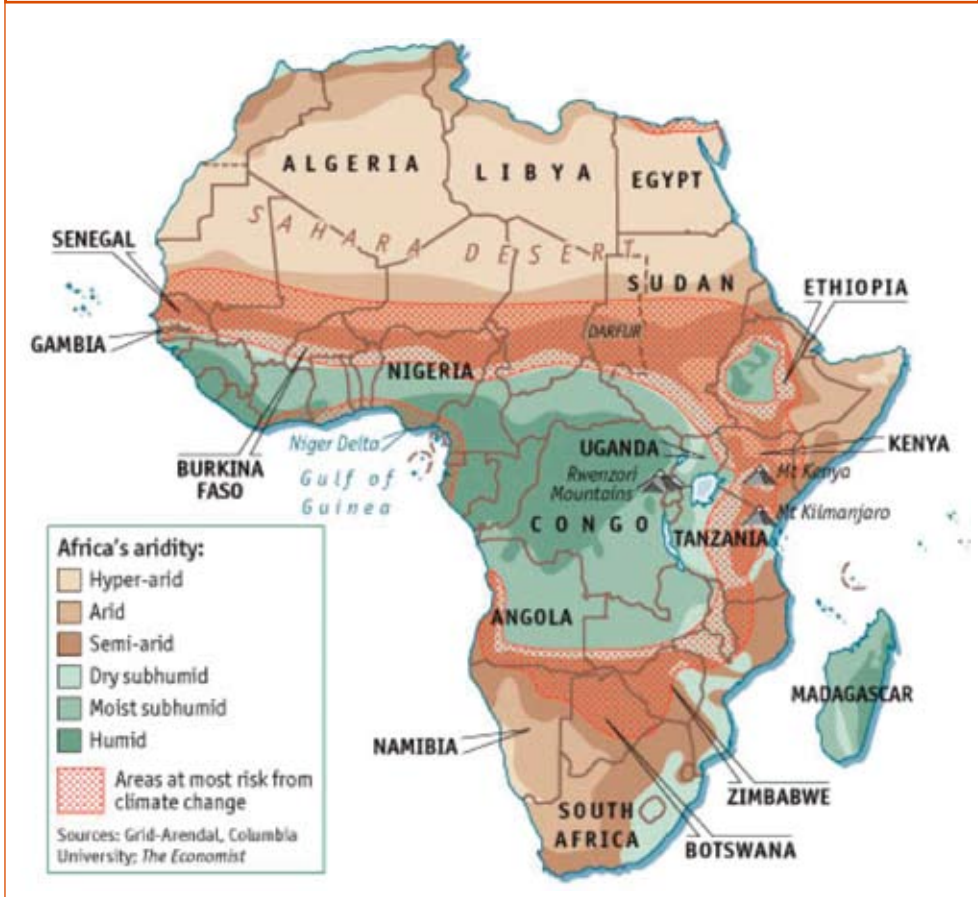 ALGERIA
LIBYA
EGYPT
SAHARA DESERT
SENEGAL
SUDAN
ETHIOPIA
DARFUR
GAMBIA
NIGERIA
BURKINA
FASO
Niger Delta
Gulf of
Guinea
UGANDA
KENYA
Rwenzori
Mountains
Mt Kenya
Mt Kilmanjaro
CONGO
TANZANIA
ANGOLA
MADAGASCAR
NAMIBIA
ZIMBABWE
SOUTH
AFRICA
BOTSWANA
Africa's aridity:
Hyper-arid
Arid
Semi-arid
Dry subhumid
Moist subhumid
Humid
Areas at most risk from
climate change
Sources: Grid-Arendal, Columbia
University; The Economist